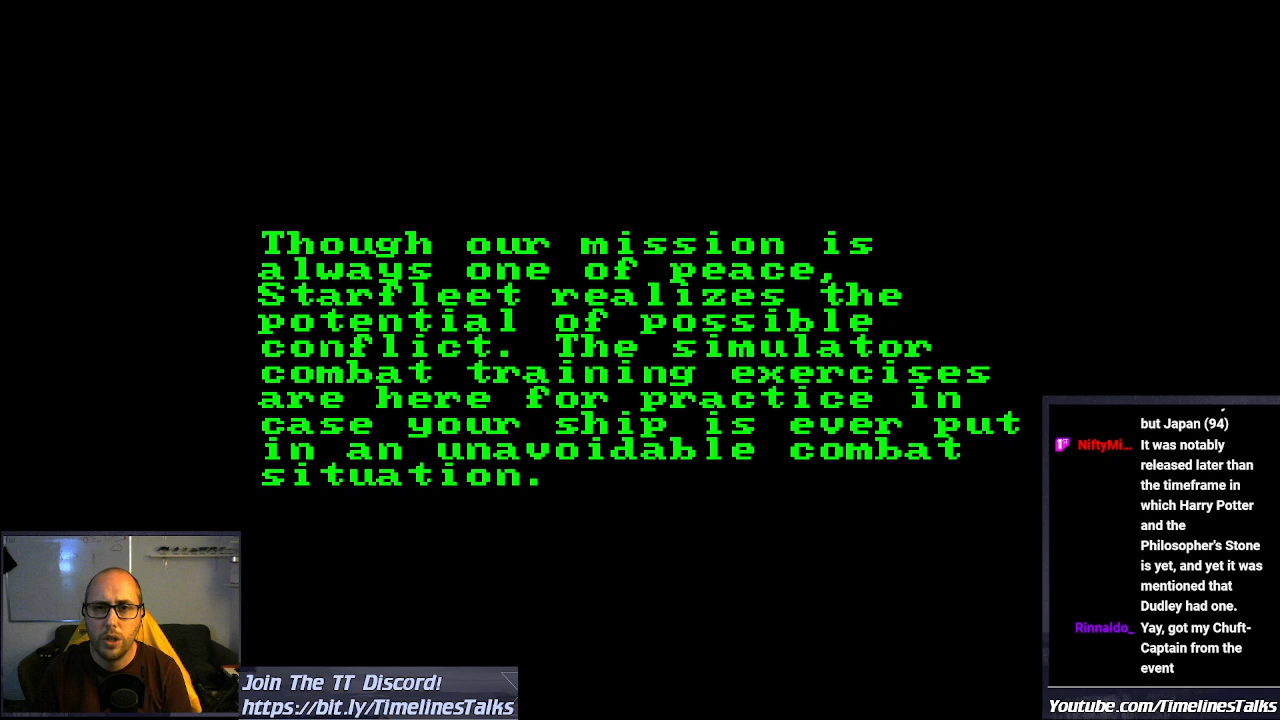 Though our mission is
always one of peace,
Starfleet realizes the
potential of possible
conflict. The simulator
combat training exercises
are here for practice in
case your ship is ever put
in an unavoidable combat
situation.
but Japan (94)
NiftyMi... It was notably
released later than
the timeframe in
which Harry Potter
and the
Philosopher's Stone
is yet, and yet it was
mentioned that
Dudley had one.
Rinnaldo_ Yay, got my Chuft-
Captain from the
event
Join The TT Discord!
https://bit.ly/TimelinesTalks
Youtube.com/TimelinesTalks